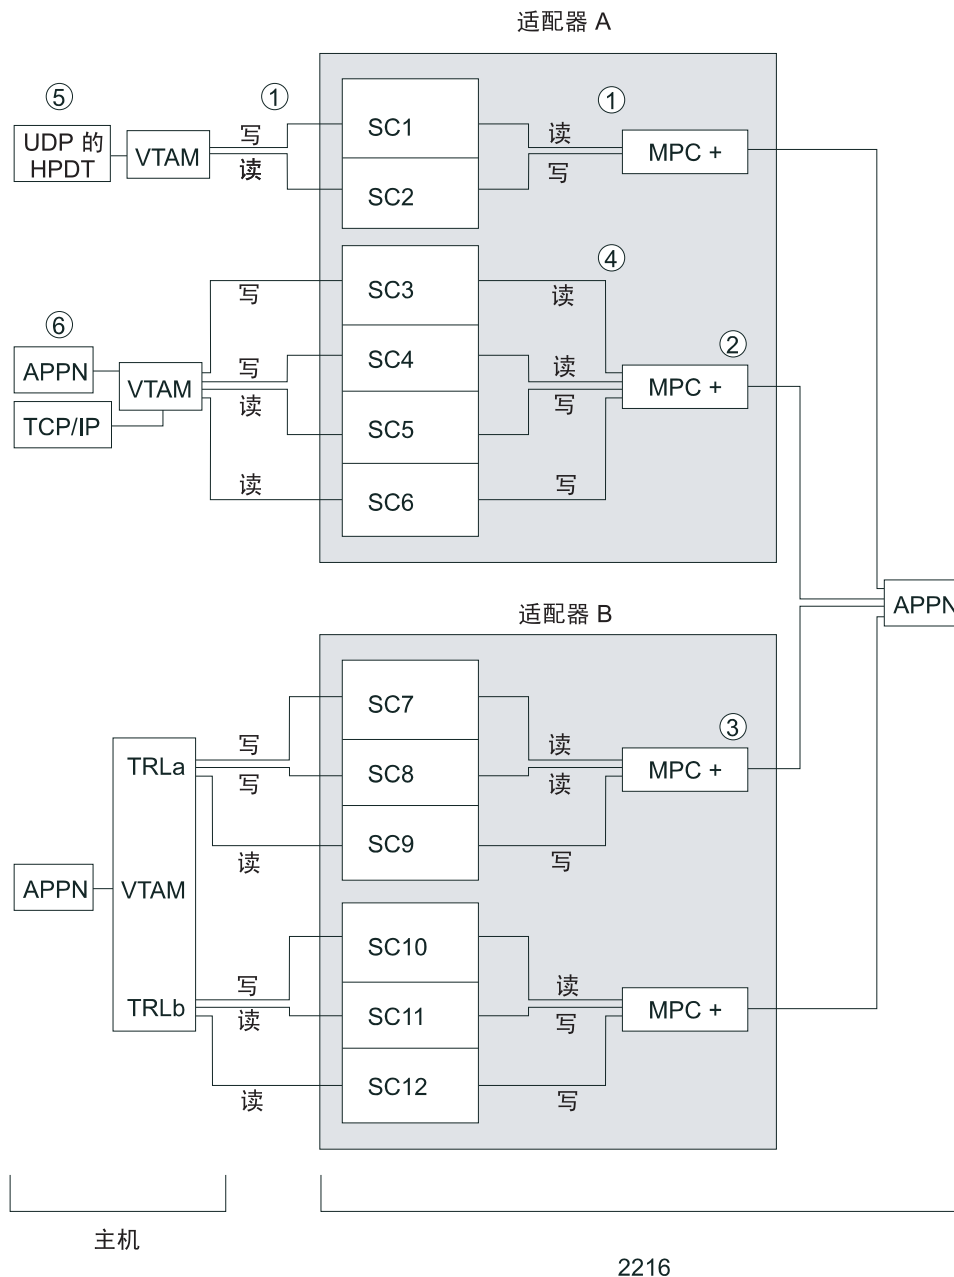 适配器 A
⑤
①
①
UDP 的
HPDT
VTAM
写
读
SC1
SC2
读
写
MPC +
④
②
⑥
APPN
TCP/IP
VTAM
写
写
读
读
SC3
SC4
SC5
SC6
读
读
写
写
MPC +
APPN
适配器 B
③
TRLa
VTAM
TRLb
APPN
写
写
读
SC7
SC8
SC9
读
读
写
MPC +
写
读
读
SC10
SC11
SC12
读
写
写
MPC +
主机
2216